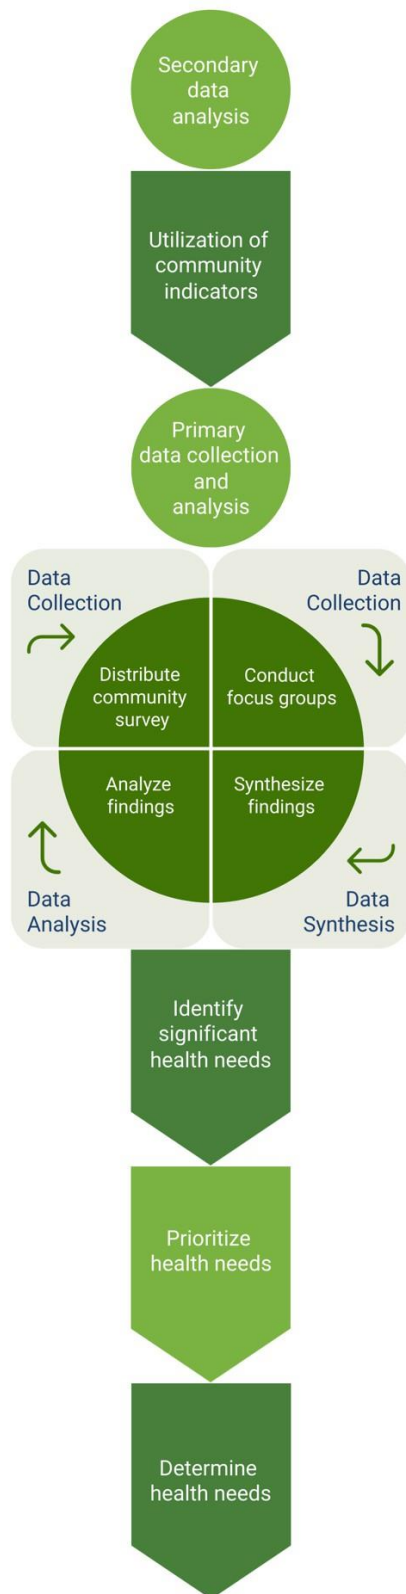 Secondary
data
analysis
Utilization of
community
indicators
Primary
data collection
and
analysis
Data
Collection
Data
Collection
Distribute
community
survey
Conduct
focus groups
Analyze
findings
Synthesize
findings
Data
Analysis
Data
Synthesis
Identify
significant
health needs
Prioritize
health needs
Determine
health needs